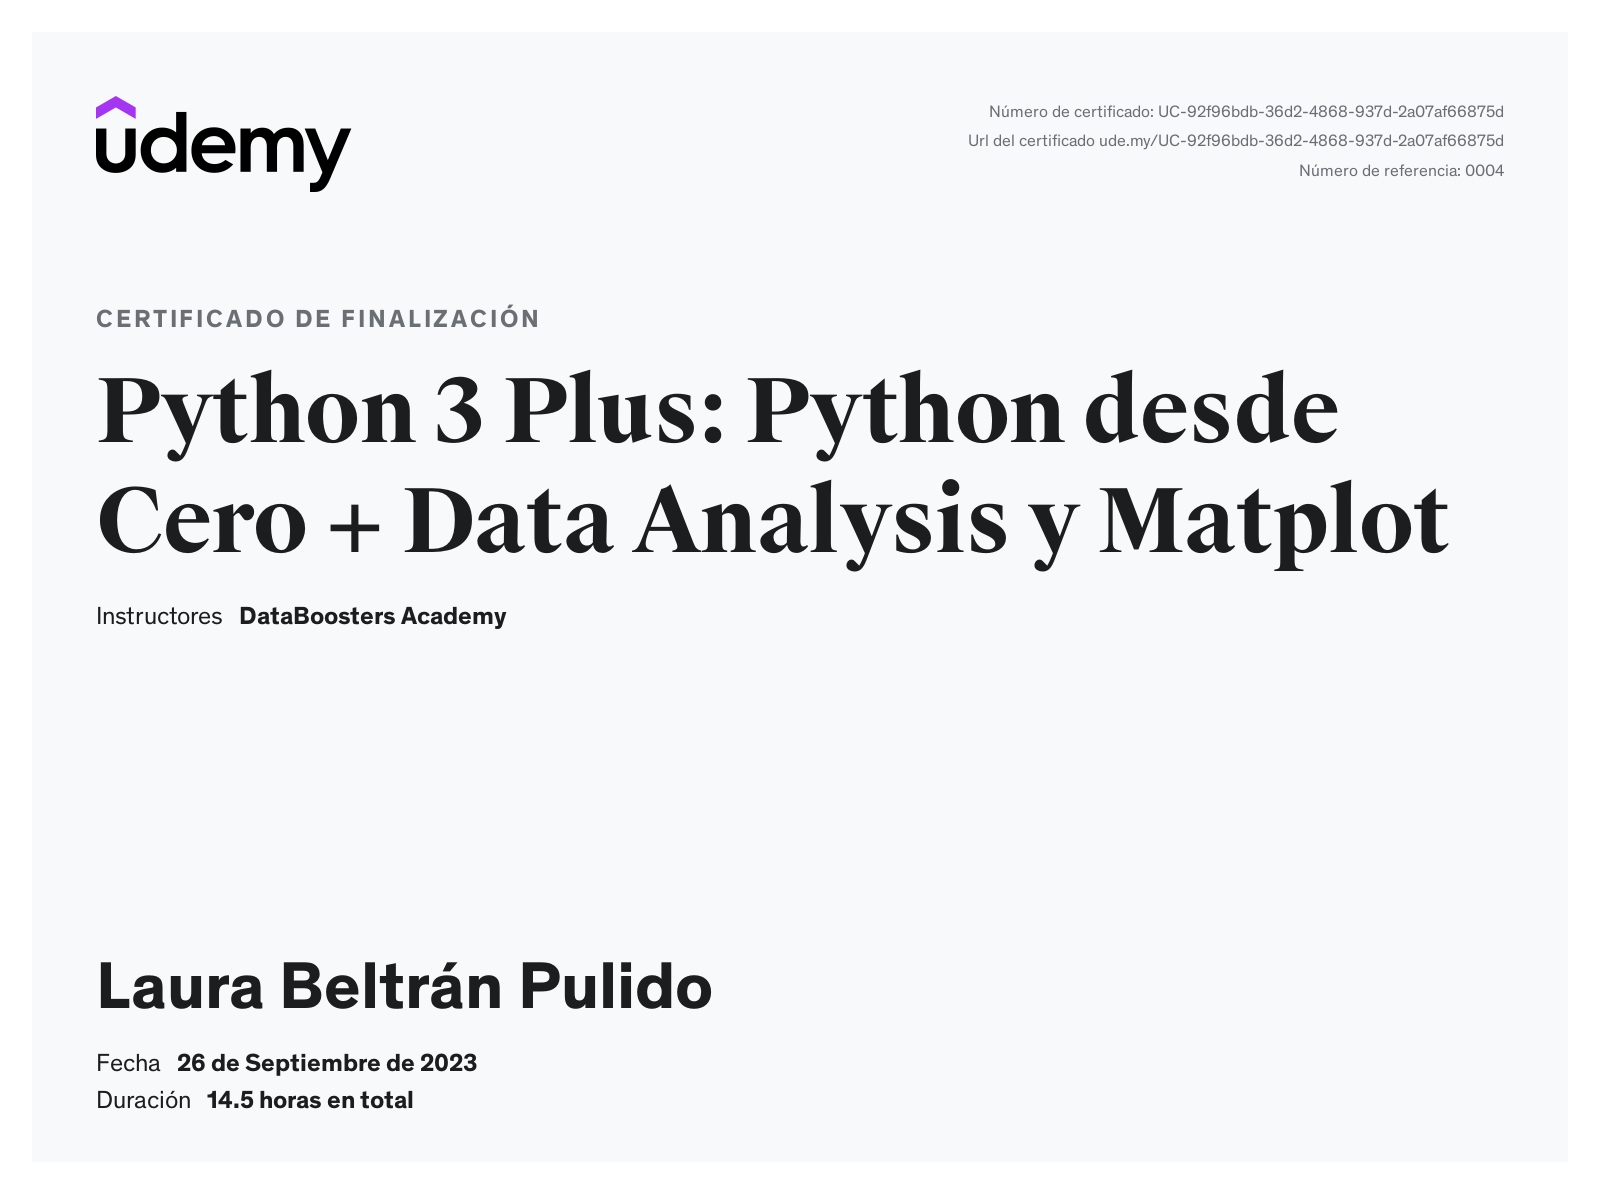 udemy
Número de certificado: UC-92f96bdb-36d2-4868-937d-2a07af66875d
Url del certificado ude.my/UC-92f96bdb-36d2-4868-937d-2a07af66875d
Número de referencia: 0004
CERTIFICADO DE FINALIZACIÓN
Python 3 Plus: Python desde
Cero + Data Analysis y Matplot
Instructores DataBoosters Academy
Laura Beltrán Pulido
Fecha 26 de Septiembre de 2023
Duración 14.5 horas en total